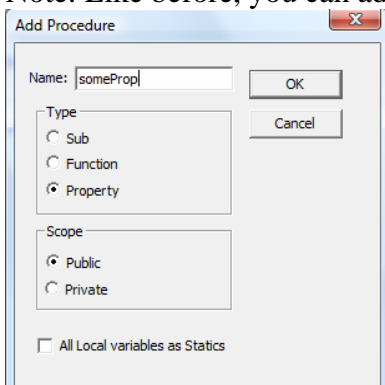 Note: Like before, you can ad
Add Procedure
Name: someProp
OK
Type
Cancel
Sub
Function
Property
Scope
Public
Private
All Local variables as Statics